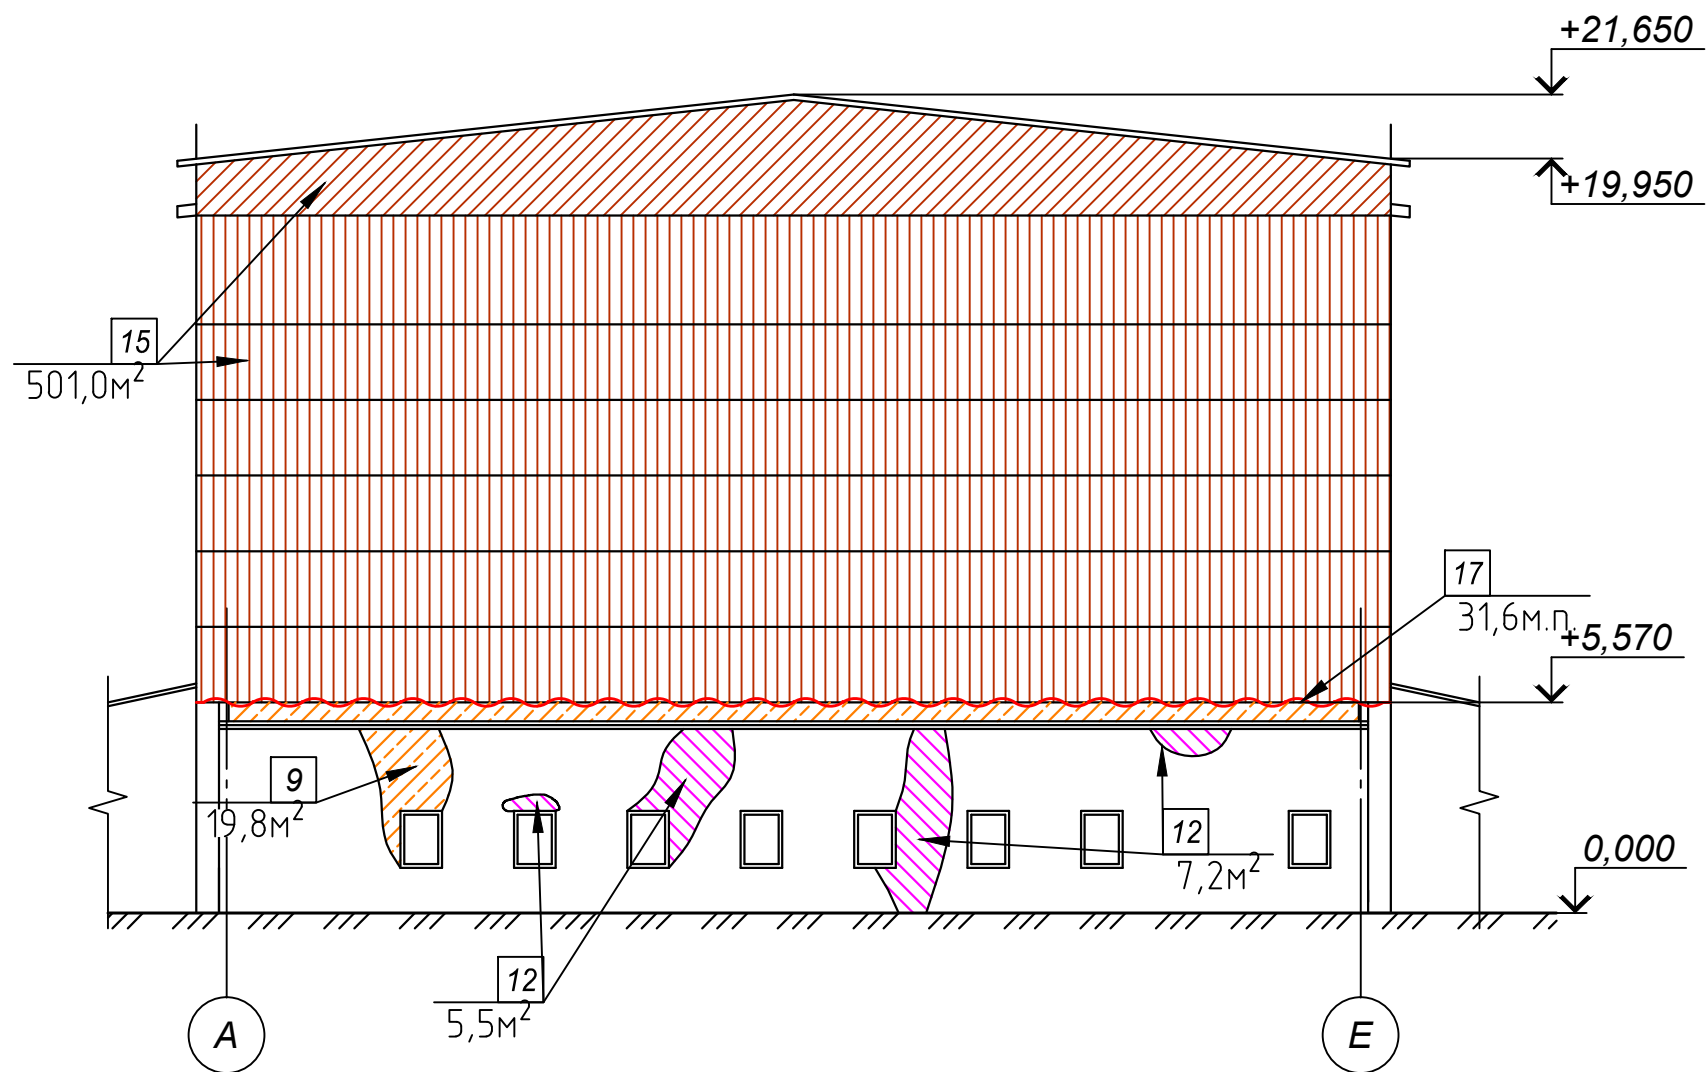 +21,650
+19,950
15
501,0м²
17
31,6м.п.
+5,570
9
19,8м²
12
7,2м²
0,000
12
5,5м²
А
Е